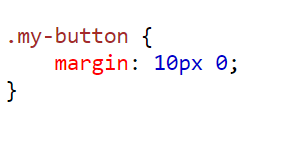 .my-button {
    margin: 10px 0;
}